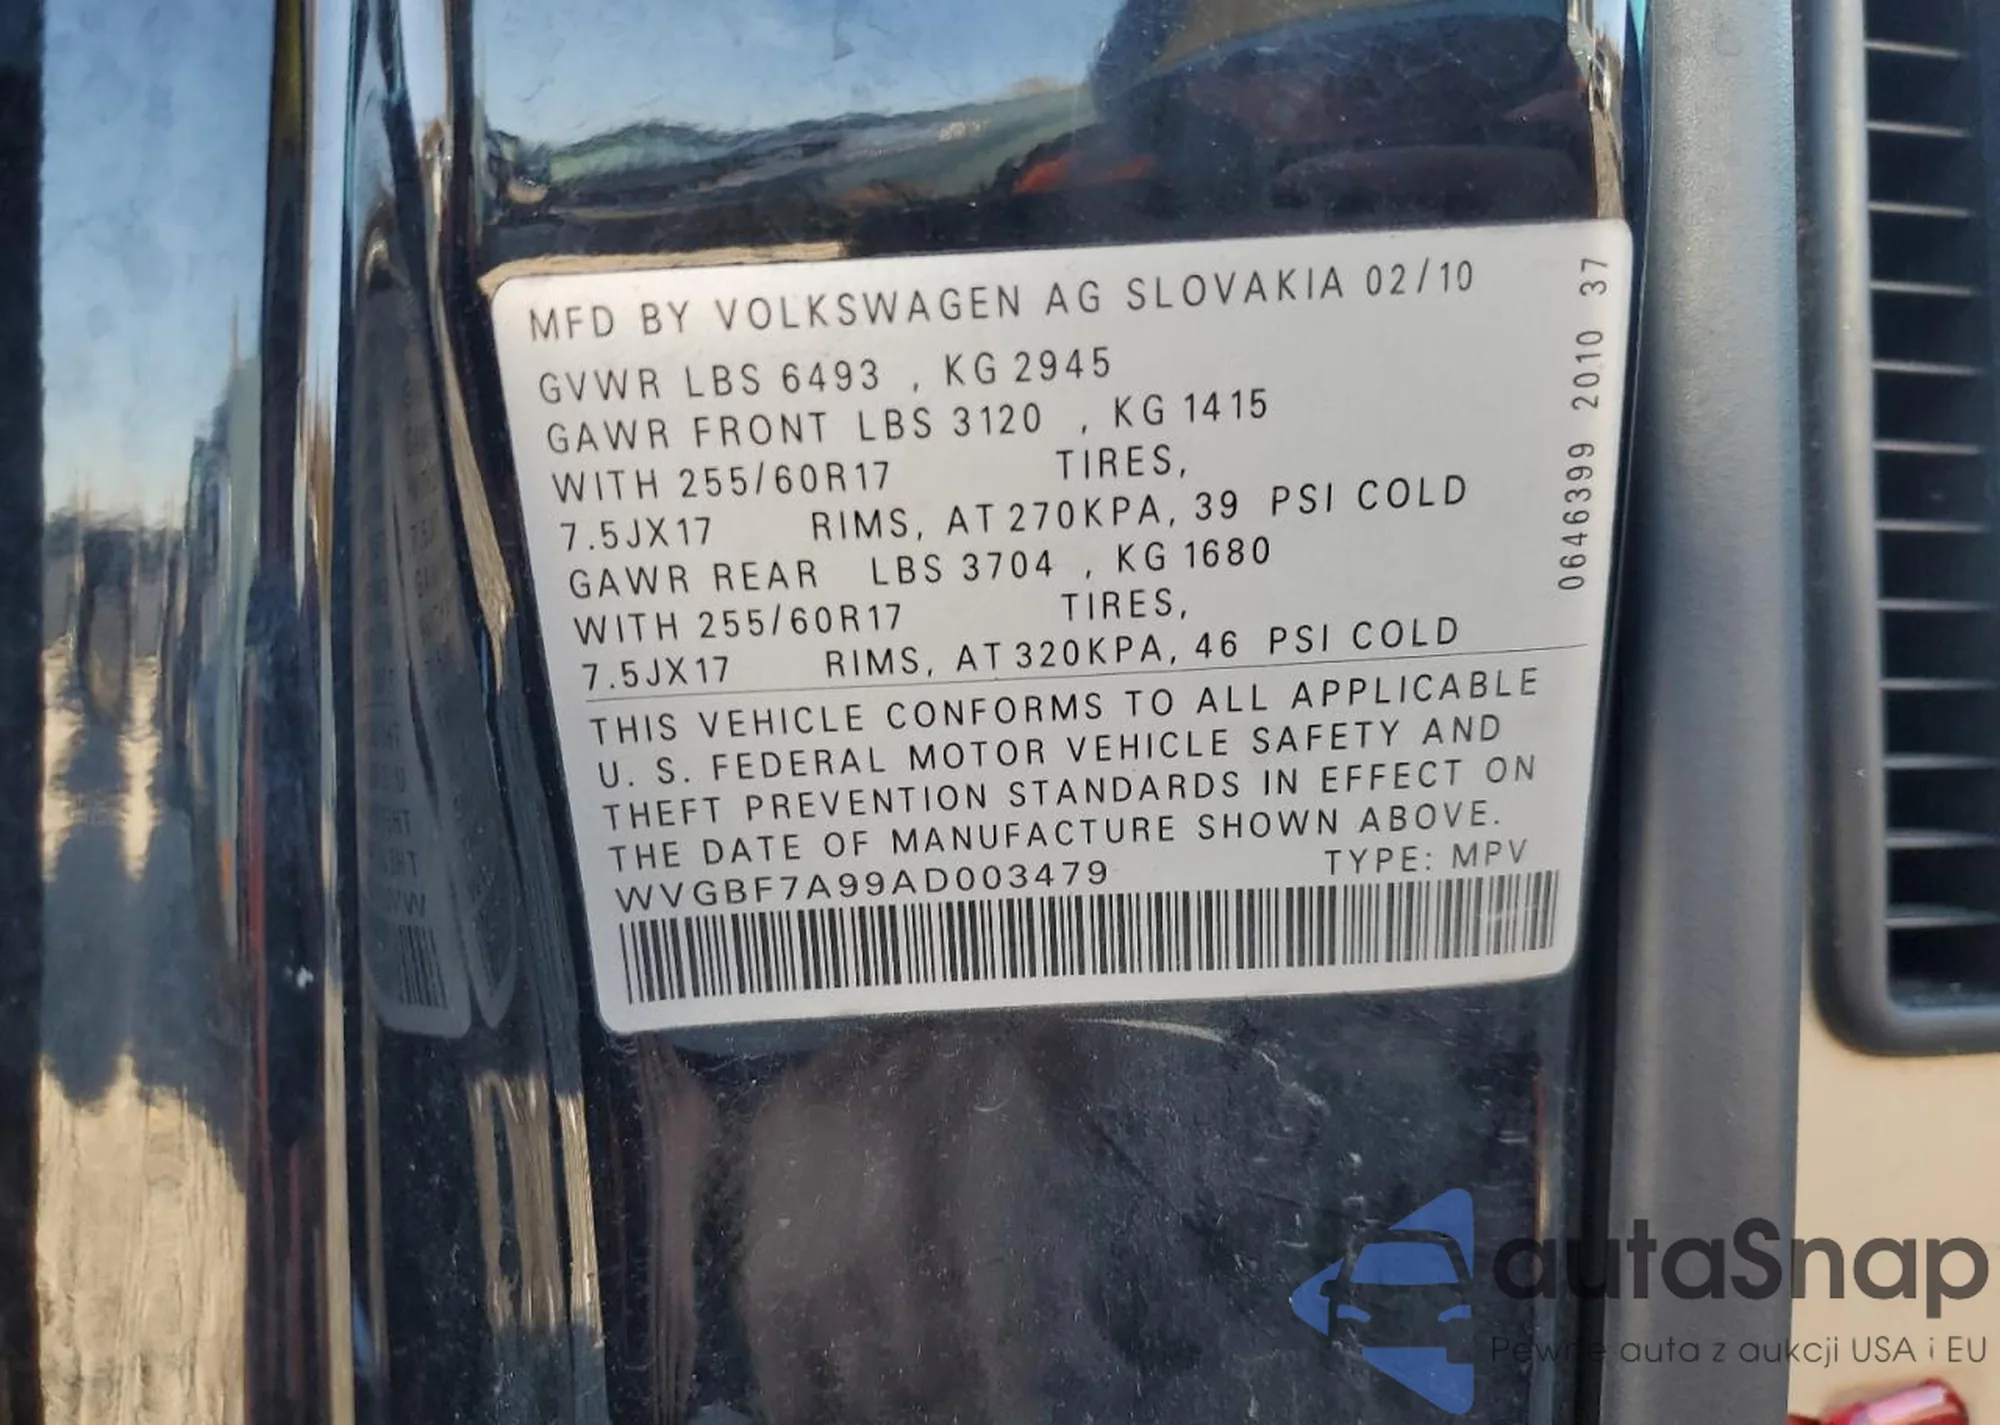 MFD BY VOLKSWAGEN AG SLOVAKIA 02/10
GVWR LBS 6493 , KG 2945
GAWR FRONT LBS 3120 , KG 1415
WITH 255/60R17 TIRES,
7.5JX17 RIMS, AT 270KPA, 39 PSI COLD
GAWR REAR LBS 3704 , KG 1680
WITH 255/60R17 TIRES,
7.5JX17 RIMS, AT 320KPA, 46 PSI COLD
THIS VEHICLE CONFORMS TO ALL APPLICABLE
U. S. FEDERAL MOTOR VEHICLE SAFETY AND
THEFT PREVENTION STANDARDS IN EFFECT ON
THE DATE OF MANUFACTURE SHOWN ABOVE.
WVGBF7A99AD003479 TYPE: MPV
0646399 2010 37
autaSnap
Pewne auta z aukcji USA i EU